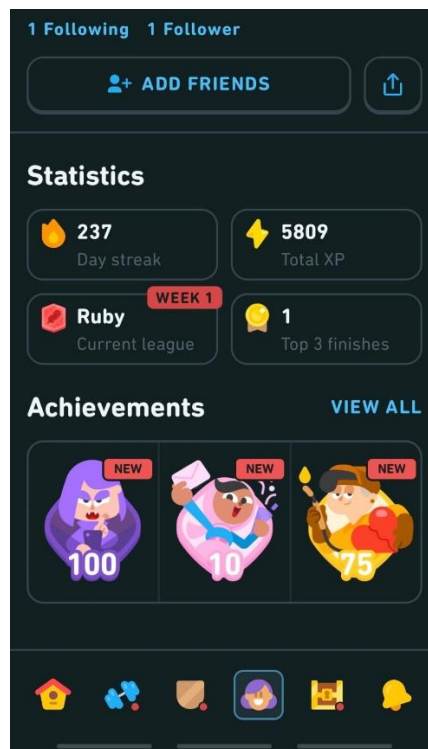 1 Following 1 Follower
ADD FRIENDS
Statistics
237
Day streak
5809
Total XP
WEEK 1
Ruby
Current league
1
Top 3 finishes
Achievements VIEW ALL
NEW NEW NEW
100 10 75